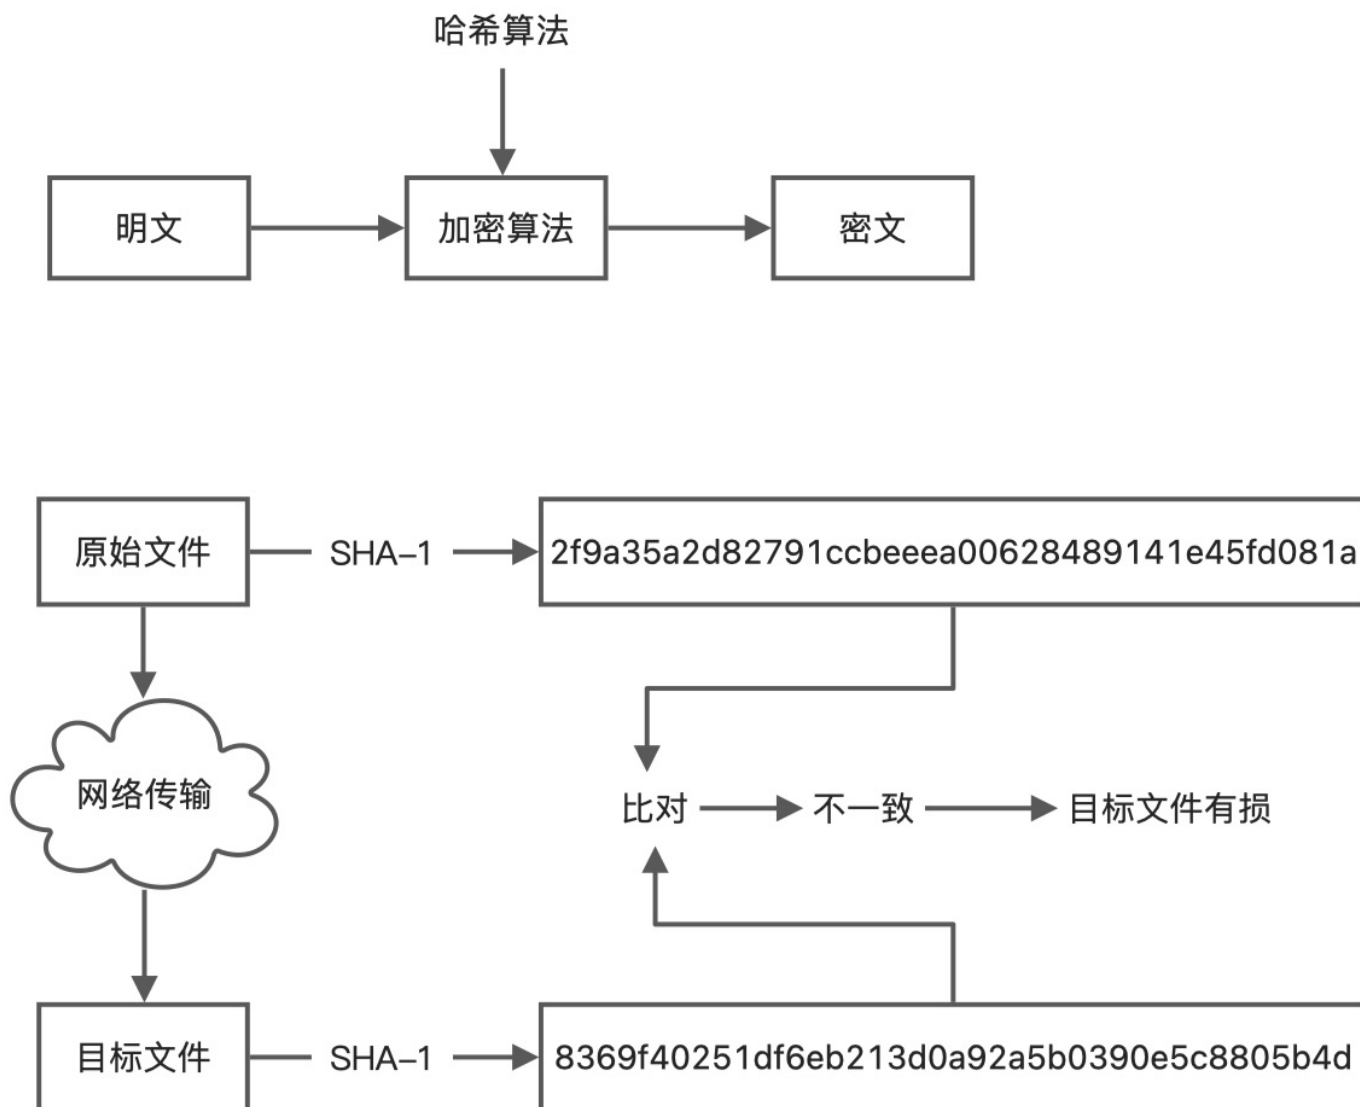 哈希算法
明文
加密算法
密文
原始文件
SHA-1
2f9a35a2d82791ccbeeea00628489141e45fd081a
网络传输
比对
不一致
目标文件有损
目标文件
SHA-1
8369f40251df6eb213d0a92a5b0390e5c8805b4d